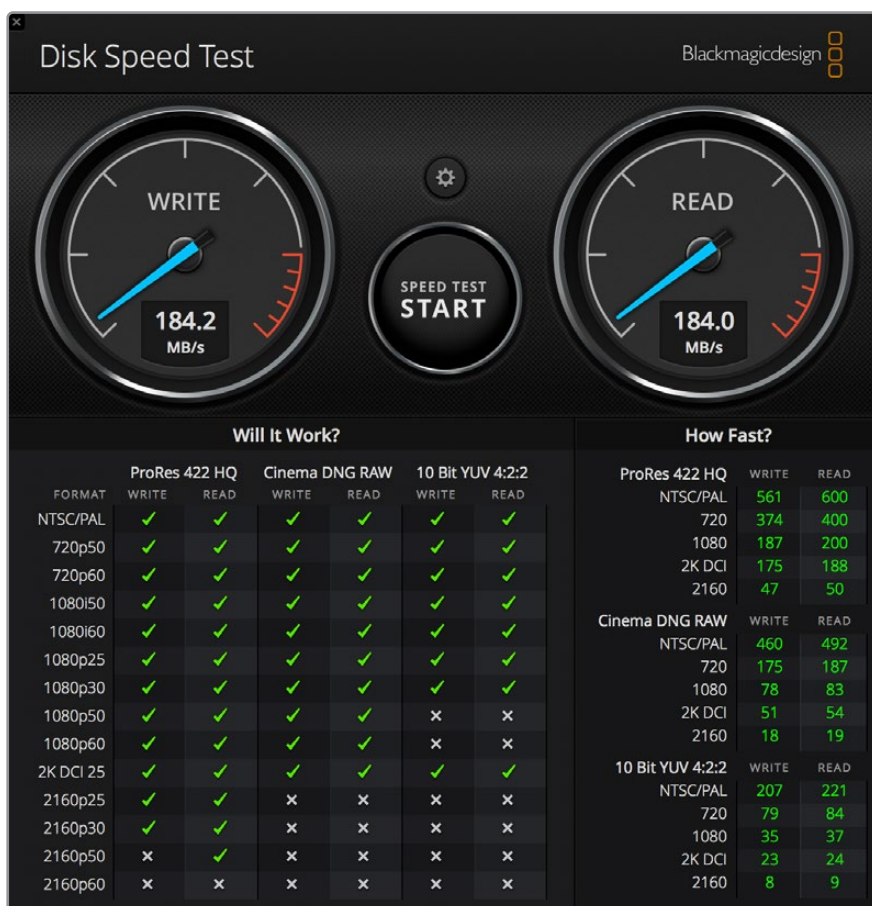 Disk Speed Test
Blackmagicdesign
WRITE
184.2
MB/s
SPEED TEST
START
READ
184.0
MB/s
Will It Work?
ProRes 422 HQ Cinema DNG RAW 10 Bit YUV 4:2:2
FORMAT WRITE READ WRITE READ WRITE READ
NTSC/PAL ✓ ✓ ✓ ✓ ✓ ✓
720p50 ✓ ✓ ✓ ✓ ✓ ✓
720p60 ✓ ✓ ✓ ✓ ✓ ✓
1080i50 ✓ ✓ ✓ ✓ ✓ ✓
1080i60 ✓ ✓ ✓ ✓ ✓ ✓
1080p25 ✓ ✓ ✓ ✓ ✓ ✓
1080p30 ✓ ✓ ✓ ✓ ✓ ✓
1080p50 ✓ ✓ ✓ ✓ × ×
1080p60 ✓ ✓ ✓ ✓ × ×
2K DCI 25 ✓ ✓ ✓ ✓ ✓ ✓
2160p25 ✓ ✓ × × × ×
2160p30 ✓ ✓ × × × ×
2160p50 × ✓ × × × ×
2160p60 × × × × × ×
How Fast?
ProRes 422 HQ WRITE READ
NTSC/PAL 561 600
720 374 400
1080 187 200
2K DCI 175 188
2160 47 50
Cinema DNG RAW WRITE READ
NTSC/PAL 460 492
720 175 187
1080 78 83
2K DCI 51 54
2160 18 19
10 Bit YUV 4:2:2 WRITE READ
NTSC/PAL 207 221
720 79 84
1080 35 37
2K DCI 23 24
2160 8 9